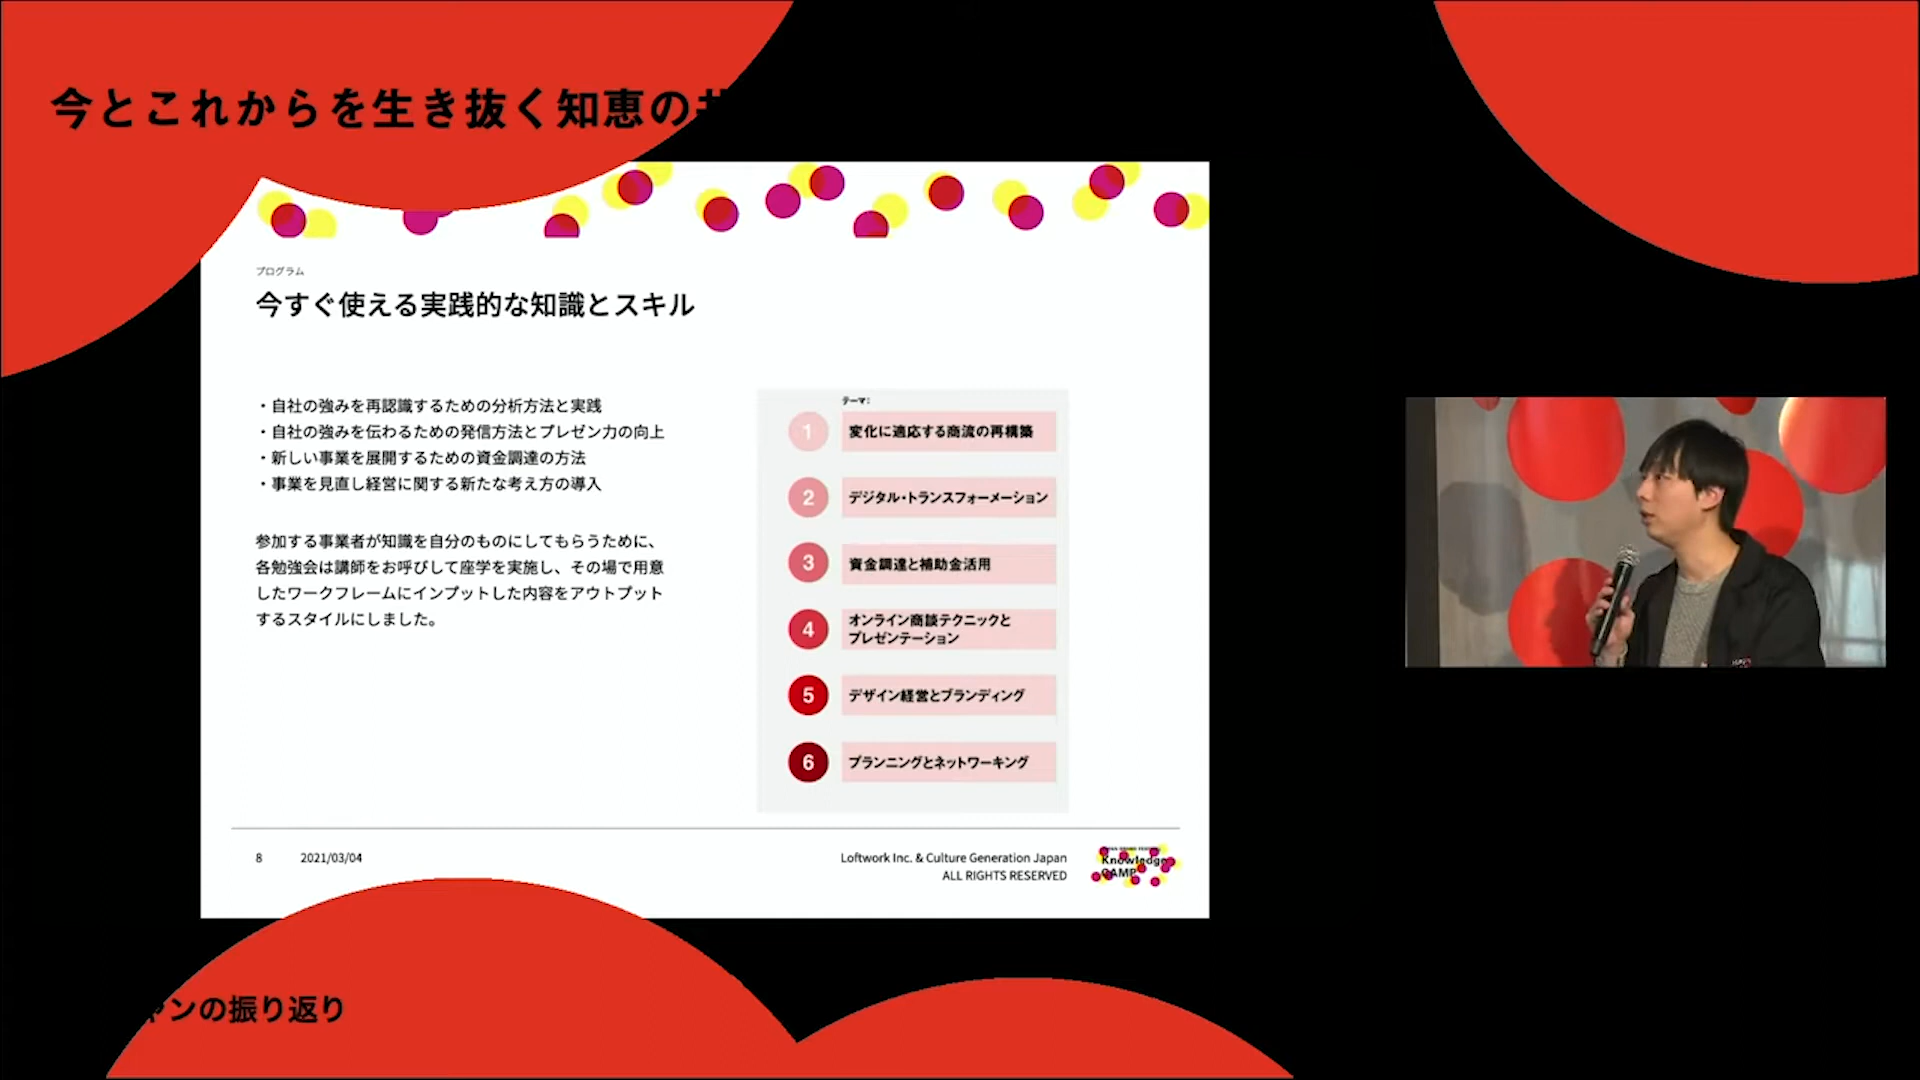 今とこれからを生き抜く知恵の
プログラム
今すぐ使える実践的な知識とスキル
・自社の強みを再認識するための分析方法と実践
・自社の強みを伝わるための発信方法とプレゼン力の向上
・新しい事業を展開するための資金調達の方法
・事業を見直し経営に関する新たな考え方の導入
参加する事業者が知識を自分のものにしてもらうために、
各勉強会は講師をお呼びして座学を実施し、その場で用意
したワークフレームにインプットした内容をアウトプット
するスタイルにしました。
テーマ:
1 変化に適応する商流の再構築
2 デジタル・トランスフォーメーション
3 資金調達と補助金活用
4 オンライン商談テクニックと
プレゼンテーション
5 デザイン経営とブランディング
6 プランニングとネットワーキング
8 2021/03/04
Loftwork Inc. & Culture Generation Japan
ALL RIGHTS RESERVED
Knowledge
CAMP
ンの振り返り